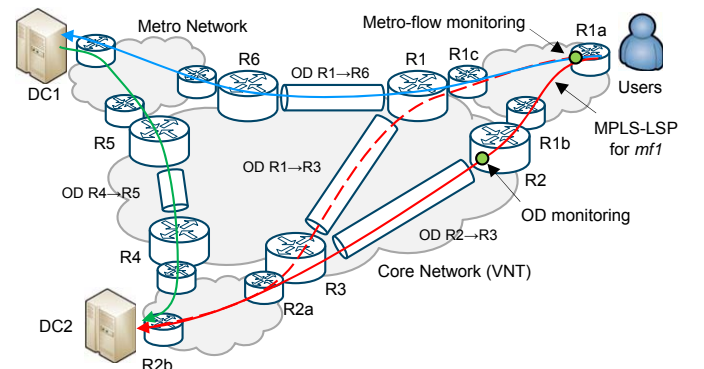 Metro Network
Metro-flow monitoring
R1a
R6
R1
R1c
OD R1→R6
DC1
Users
R5
R1b
MPLS-LSP
for mf1
OD R1→R3
R2
OD R4→R5
OD monitoring
OD R2→R3
R4
R3
Core Network (VNT)
R2a
DC2
R2b